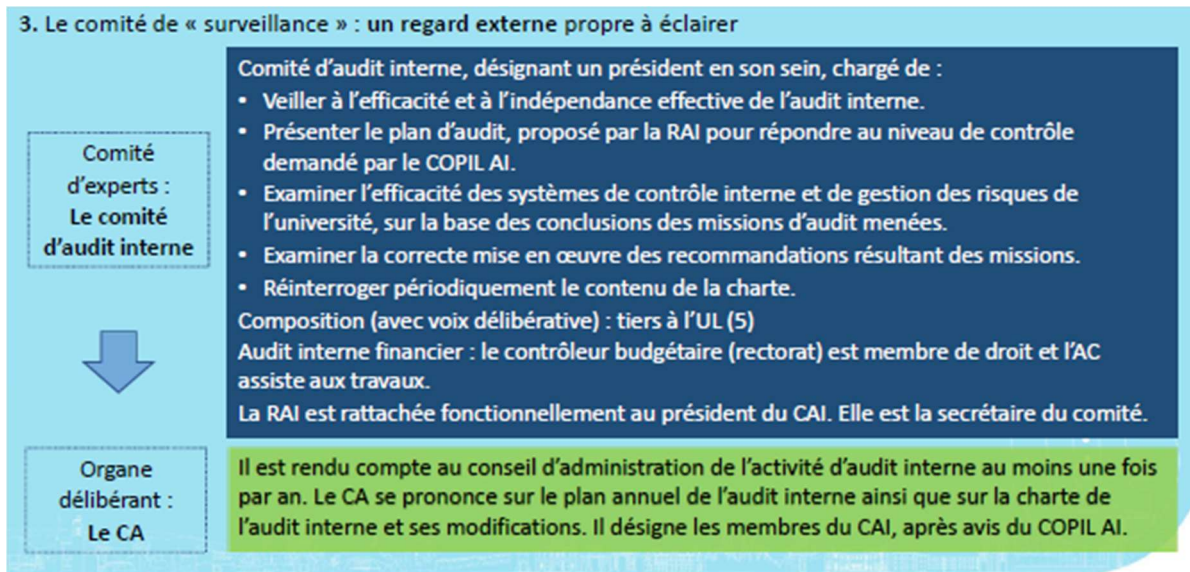 3. Le comité de « surveillance » : un regard externe propre à éclairer
Comité
d'experts :
Le comité
d'audit interne
Comité d'audit interne, désignant un président en son sein, chargé de :
• Veiller à l'efficacité et à l'indépendance effective de l'audit interne.
• Présenter le plan d'audit, proposé par la RAI pour répondre au niveau de contrôle
demandé par le COPIL AI.
• Examiner l'efficacité des systèmes de contrôle interne et de gestion des risques de
l'université, sur la base des conclusions des missions d'audit menées.
• Examiner la correcte mise en œuvre des recommandations résultant des missions.
• Réinterroger périodiquement le contenu de la charte.
Composition (avec voix délibérative) : tiers à l'UL (5)
Audit interne financier : le contrôleur budgétaire (rectorat) est membre de droit et l'AC
assiste aux travaux.
La RAI est rattachée fonctionnellement au président du CAI. Elle est la secrétaire du comité.
Organe
délibérant :
Le CA
Il est rendu compte au conseil d'administration de l'activité d'audit interne au moins une fois
par an. Le CA se prononce sur le plan annuel de l'audit interne ainsi que sur la charte de
l'audit interne et ses modifications. Il désigne les membres du CAI, après avis du COPIL AI.